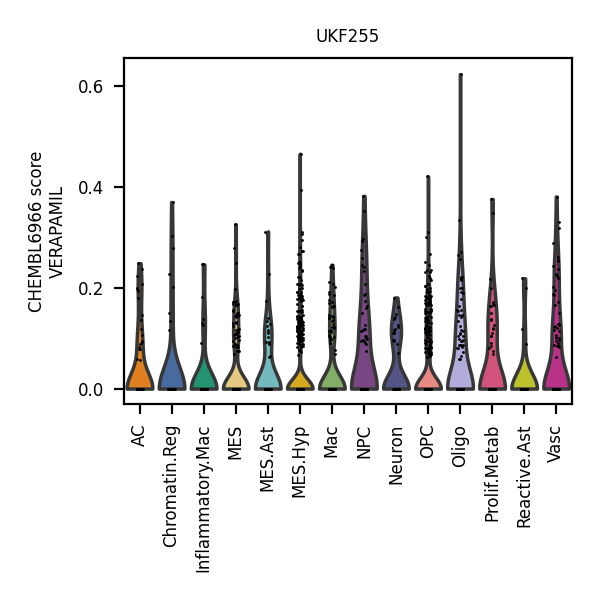 UKF255
CHEMBL6966 score
VERAPAMIL
0.6
0.4
0.2
0.0
AC
Chromatin.Reg
Inflammatory.Mac
MES
MES.Ast
MES.Hyp
Mac
NPC
Neuron
OPC
Oligo
Prolif.Metab
Reactive.Ast
Vasc